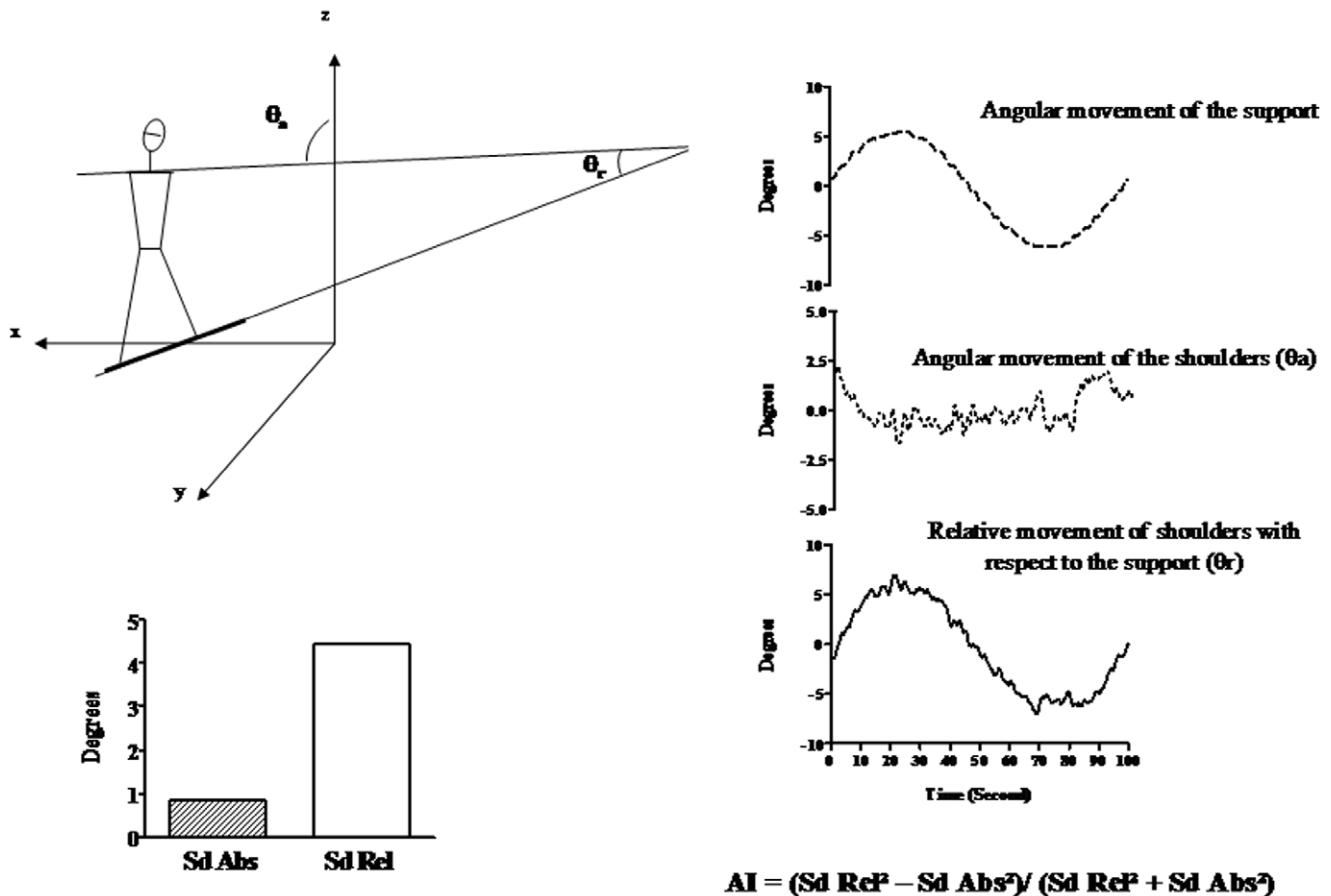 z
θa
θr
x
y
Angular movement of the support
10
5
0
-5
-10
Degrees
Angular movement of the shoulders (θa)
5.0
2.5
0.0
-2.5
-5.0
Degrees
Relative movement of shoulders with
respect to the support (θr)
10
5
0
-5
-10
Degrees
0 10 20 30 40 50 60 70 80 90 100
Time (Second)
5
4
3
2
1
0
Degrees
Sd Abs Sd Rel
AI = (Sd Rel² – Sd Abs²)/ (Sd Rel² + Sd Abs²)